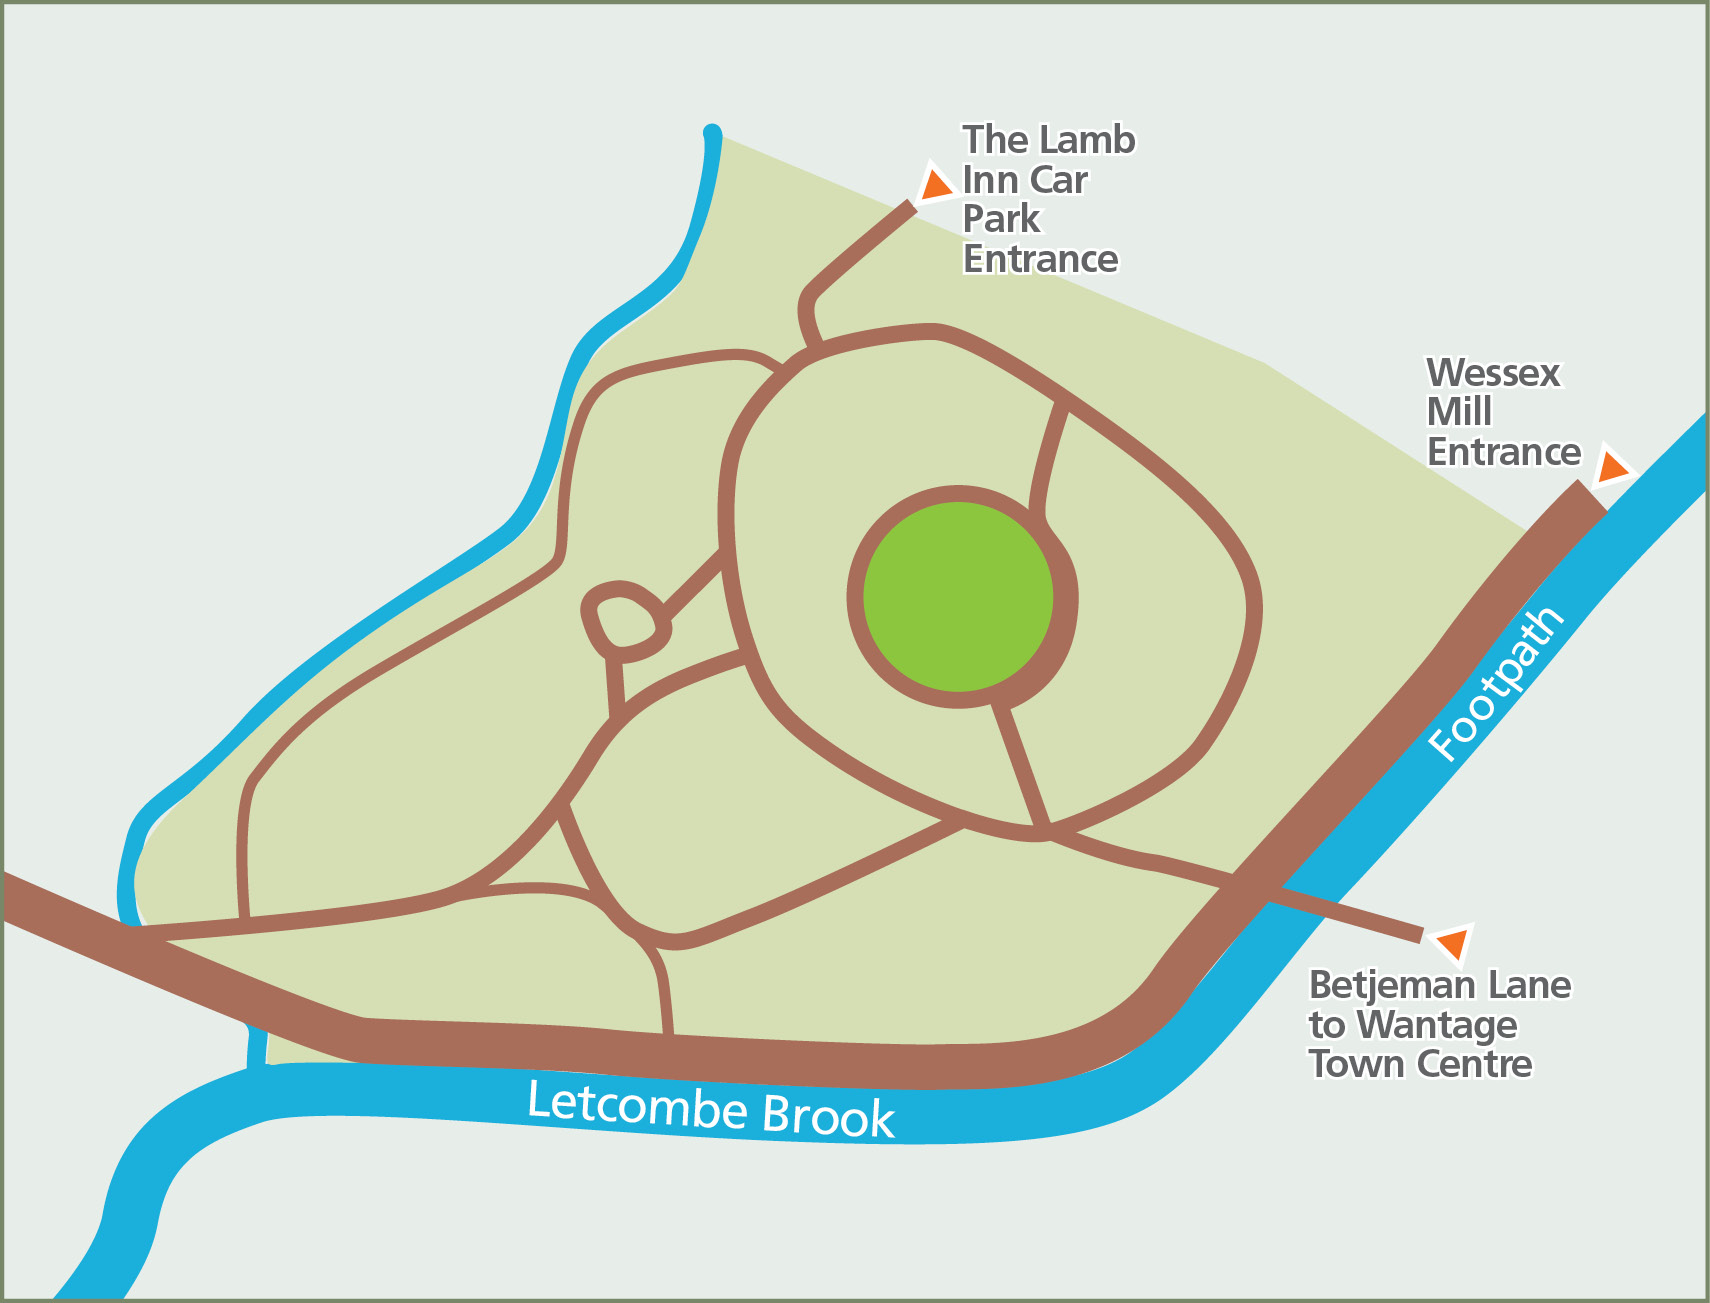 The Lamb
Inn Car
Park
Entrance
Wessex
Mill
Entrance
Footpath
Betjeman Lane
to Wantage
Town Centre
Letcombe Brook